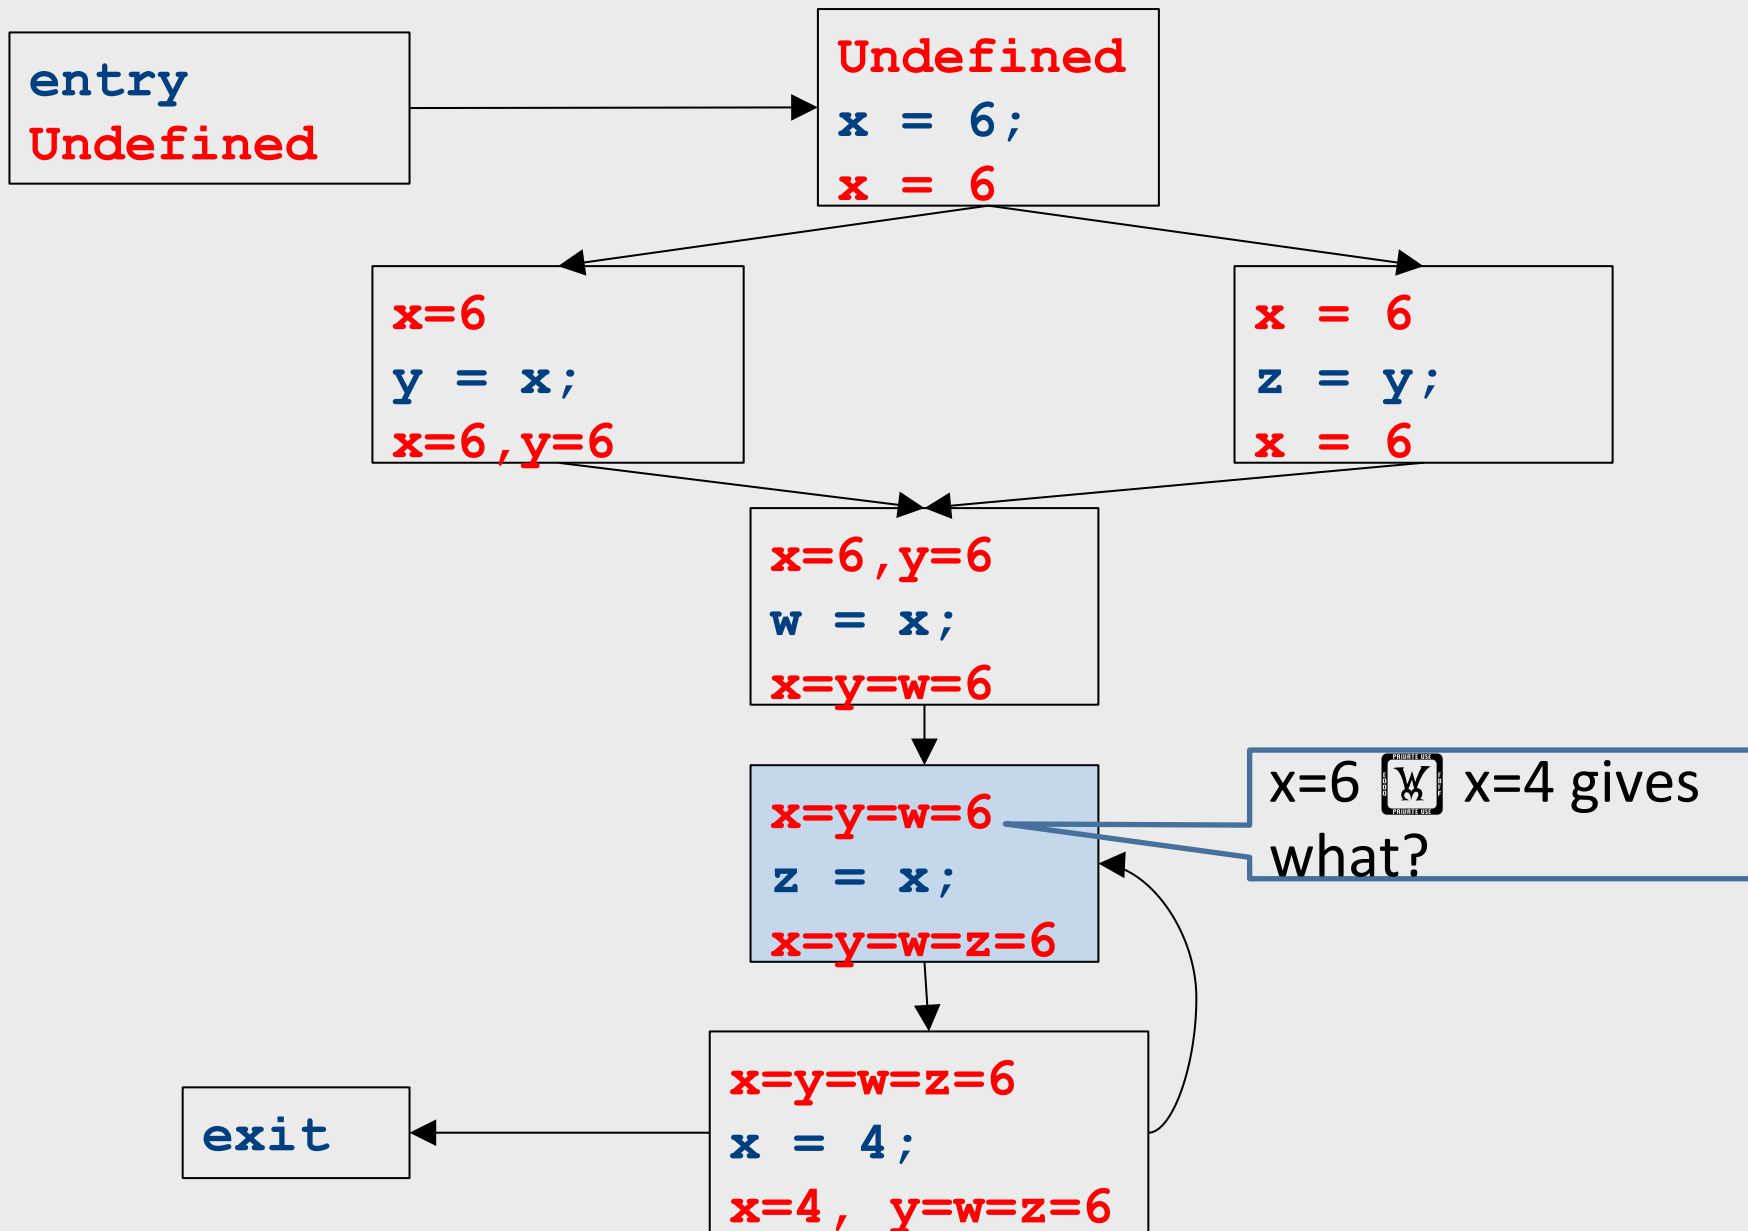 entry
Undefined
Undefined
x = 6;
x = 6
x=6
y = x;
x=6,y=6
x = 6
z = y;
x = 6
x=6,y=6
w = x;
x=y=w=6
x=y=w=6
z = x;
x=y=w=z=6
x=6 x=4 gives
what?
x=y=w=z=6
x = 4;
x=4, y=w=z=6
exit